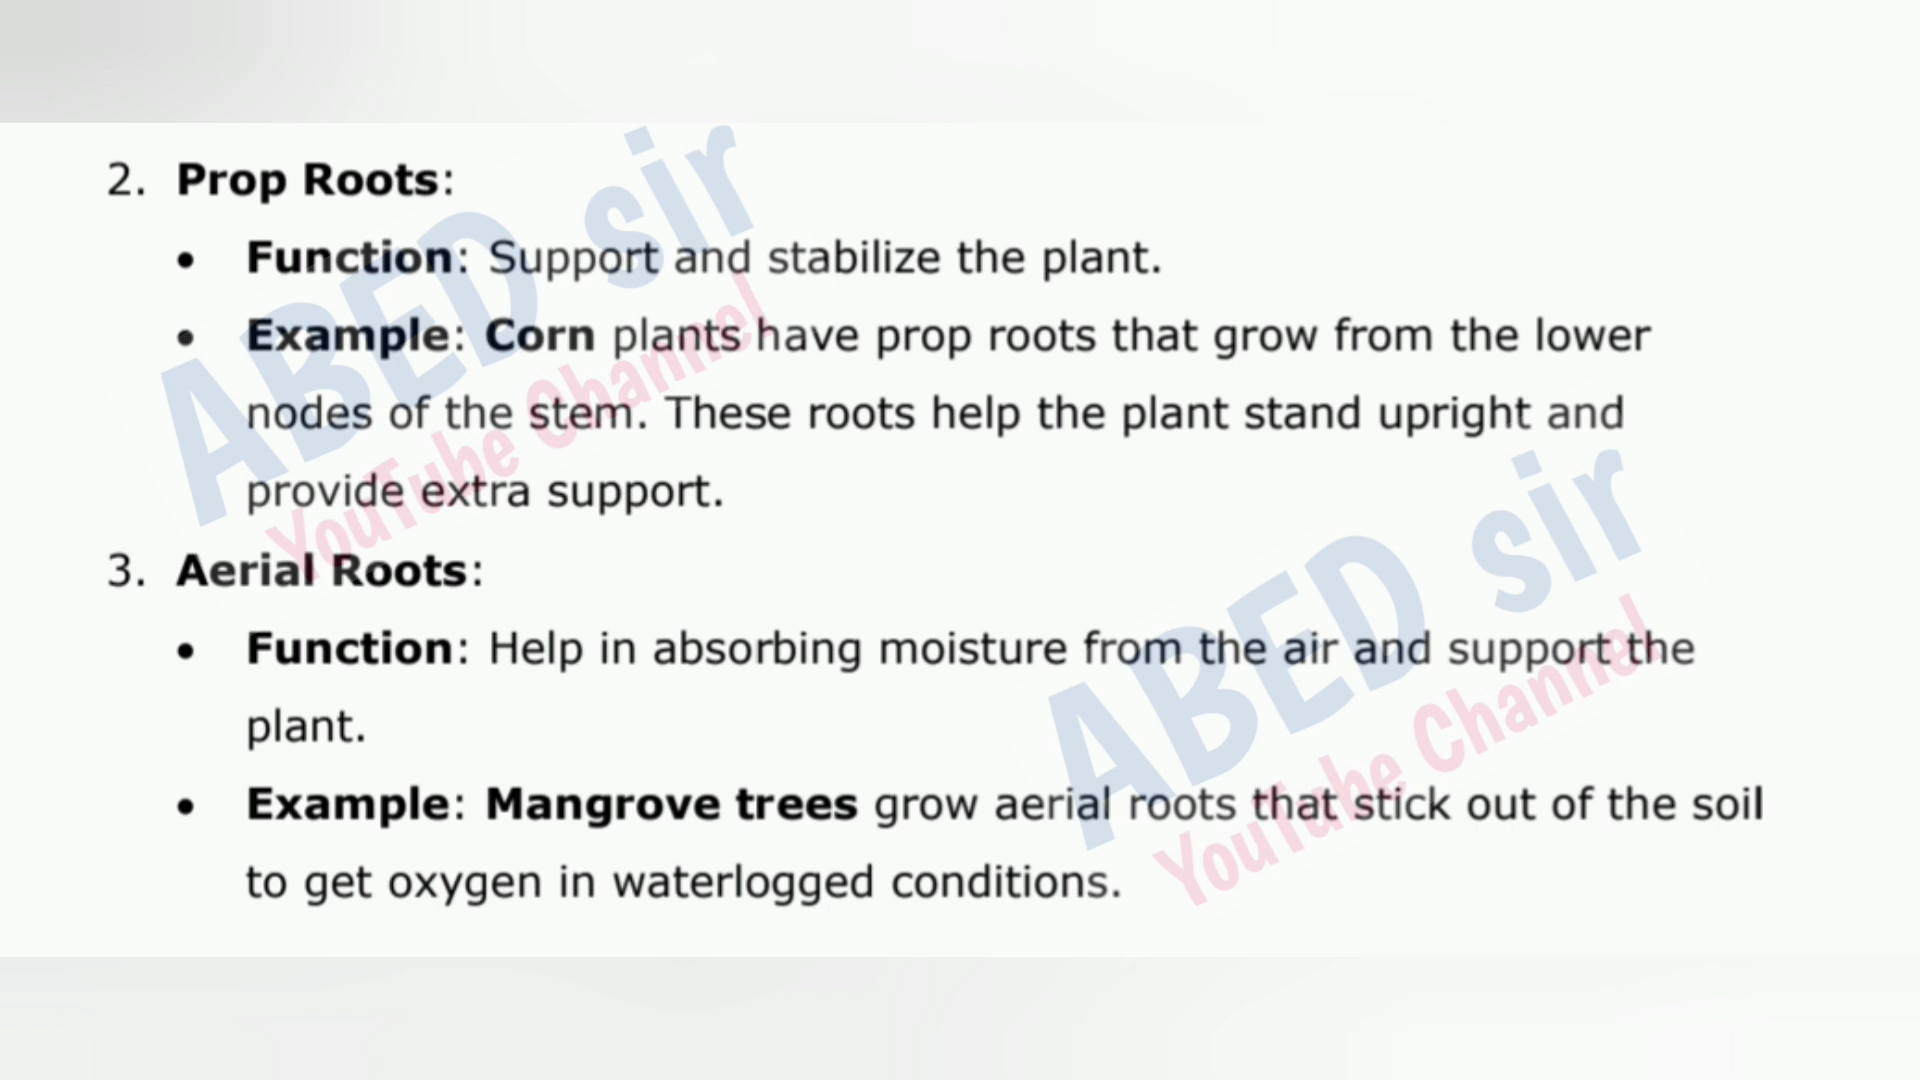 2. Prop Roots:
• Function: Support and stabilize the plant.
• Example: Corn plants have prop roots that grow from the lower
nodes of the stem. These roots help the plant stand upright and
provide extra support.
3. Aerial Roots:
• Function: Help in absorbing moisture from the air and support the
plant.
• Example: Mangrove trees grow aerial roots that stick out of the soil
to get oxygen in waterlogged conditions.
ABED sir
YouTube Channel
ABED sir
YouTube Channel